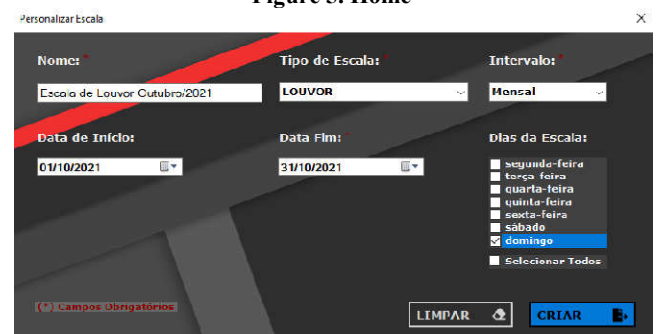 Figure 3. Home
Personalizar Escala
Nome: *
Tipo de Escala: *
Intervalo: *
Escala de Louvor Outubro/2021
LOUVOR
Mensal
Data de Início:
Data Fim: *
Dias da Escala:
01/10/2021
31/10/2021
segunda-feira
terça-feira
quarta-feira
quinta-feira
sexta-feira
sábado
domingo
Selecionar Todos
(*) Campos Obrigatórios
LIMPAR
CRIAR